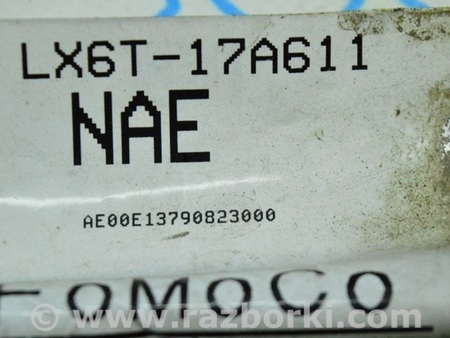 LX6T-17A611
NAE
AE00E13790823000
FOMOCO
© www.razborki.com